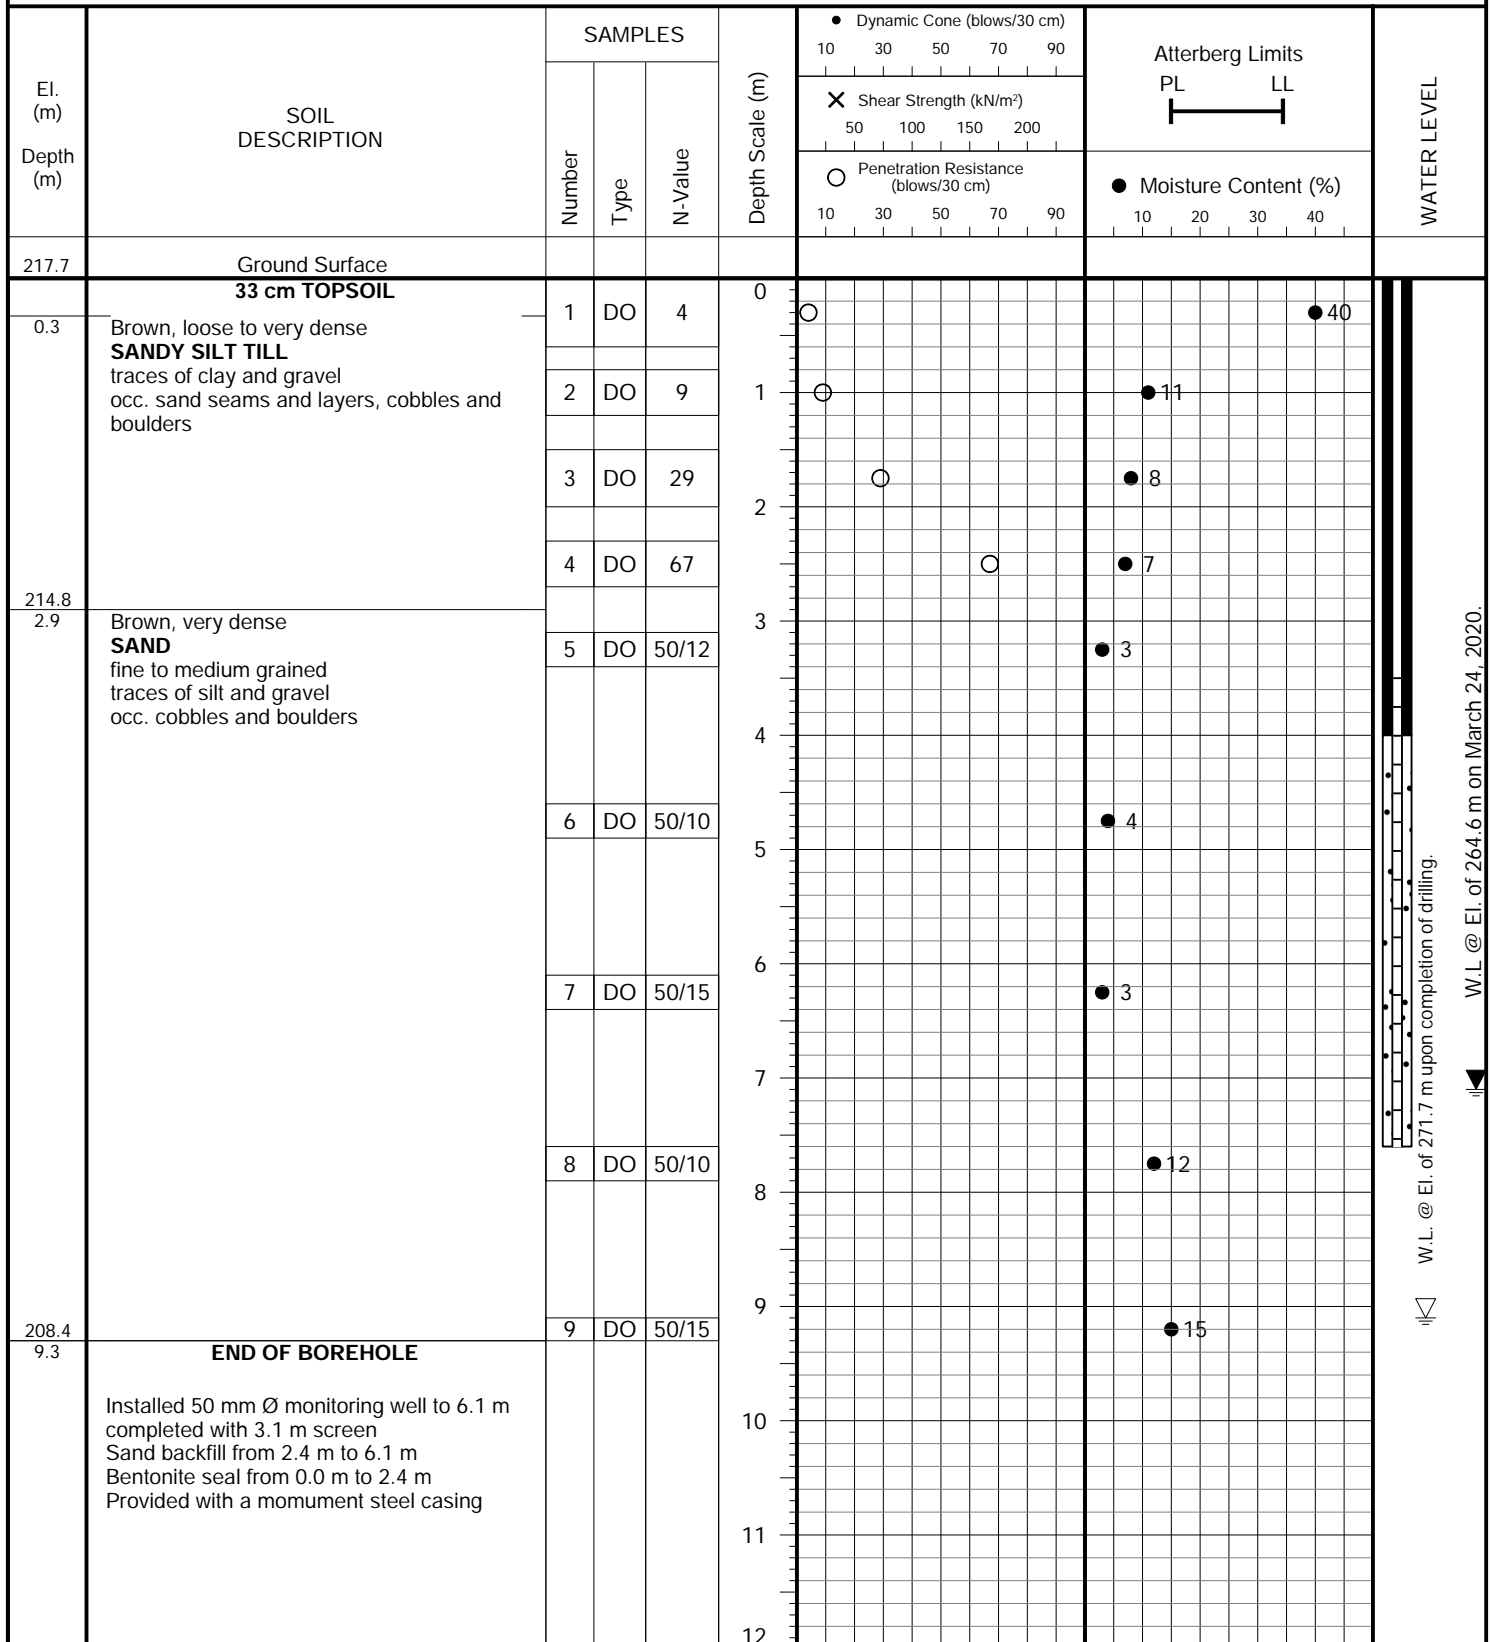 El.
(m)
Depth
(m)
SOIL
DESCRIPTION
SAMPLES
Number
Type
N-Value
Depth Scale (m)
● Dynamic Cone (blows/30 cm)
10 30 50 70 90
✕ Shear Strength (kN/m²)
50 100 150 200
○ Penetration Resistance
(blows/30 cm)
10 30 50 70 90
Atterberg Limits
PL LL
● Moisture Content (%)
10 20 30 40
WATER LEVEL
217.7 Ground Surface
33 cm TOPSOIL
0
1 DO 4 40
0.3 Brown, loose to very dense
SANDY SILT TILL
traces of clay and gravel
occ. sand seams and layers, cobbles and
boulders
2 DO 9 1 11
3 DO 29 8
2
4 DO 67 7
214.8
2.9 Brown, very dense
SAND
fine to medium grained
traces of silt and gravel
occ. cobbles and boulders
3
5 DO 50/12 3
4
6 DO 50/10 4
5
6
7 DO 50/15 3
7
8 DO 50/10 12
8
9
208.4 9 DO 50/15 15
9.3 END OF BOREHOLE
Installed 50 mm Ø monitoring well to 6.1 m
completed with 3.1 m screen
Sand backfill from 2.4 m to 6.1 m
Bentonite seal from 0.0 m to 2.4 m
Provided with a momument steel casing
10
11
12
W.L. @ El. of 271.7 m upon completion of drilling.
W.L @ El. of 264.6 m on March 24, 2020.